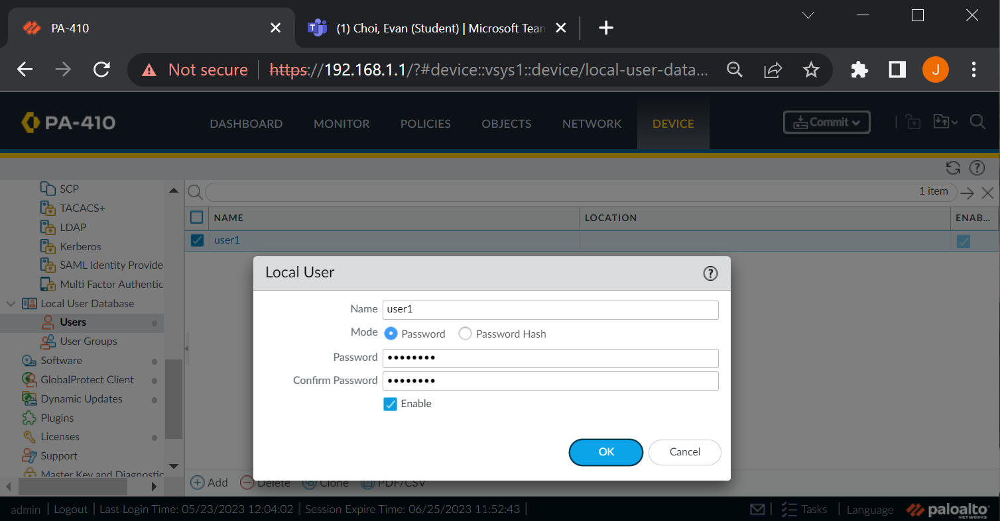 PA-410
(1) Choi, Evan (Student) | Microsoft Tean
Not secure https://192.168.1.1/?#device::vsys1::device/local-user-data...
J
PA-410
DASHBOARD MONITOR POLICIES OBJECTS NETWORK DEVICE
Commit
SCP
TACACS+
LDAP
Kerberos
SAML Identity Provide
Multi Factor Authentic
Local User Database
Users
User Groups
Software
GlobalProtect Client
Dynamic Updates
Plugins
Licenses
Support
Master Key and Diagnostic
1 item
NAME LOCATION ENAB...
user1
Local User
Name user1
Mode Password Password Hash
Password ••••••••
Confirm Password ••••••••
Enable
OK Cancel
Add Delete Clone PDF/CSV
admin | Logout | Last Login Time: 05/23/2023 12:04:02 | Session Expire Time: 06/25/2023 11:52:43 |
Tasks | Language paloalto
NETWORKS